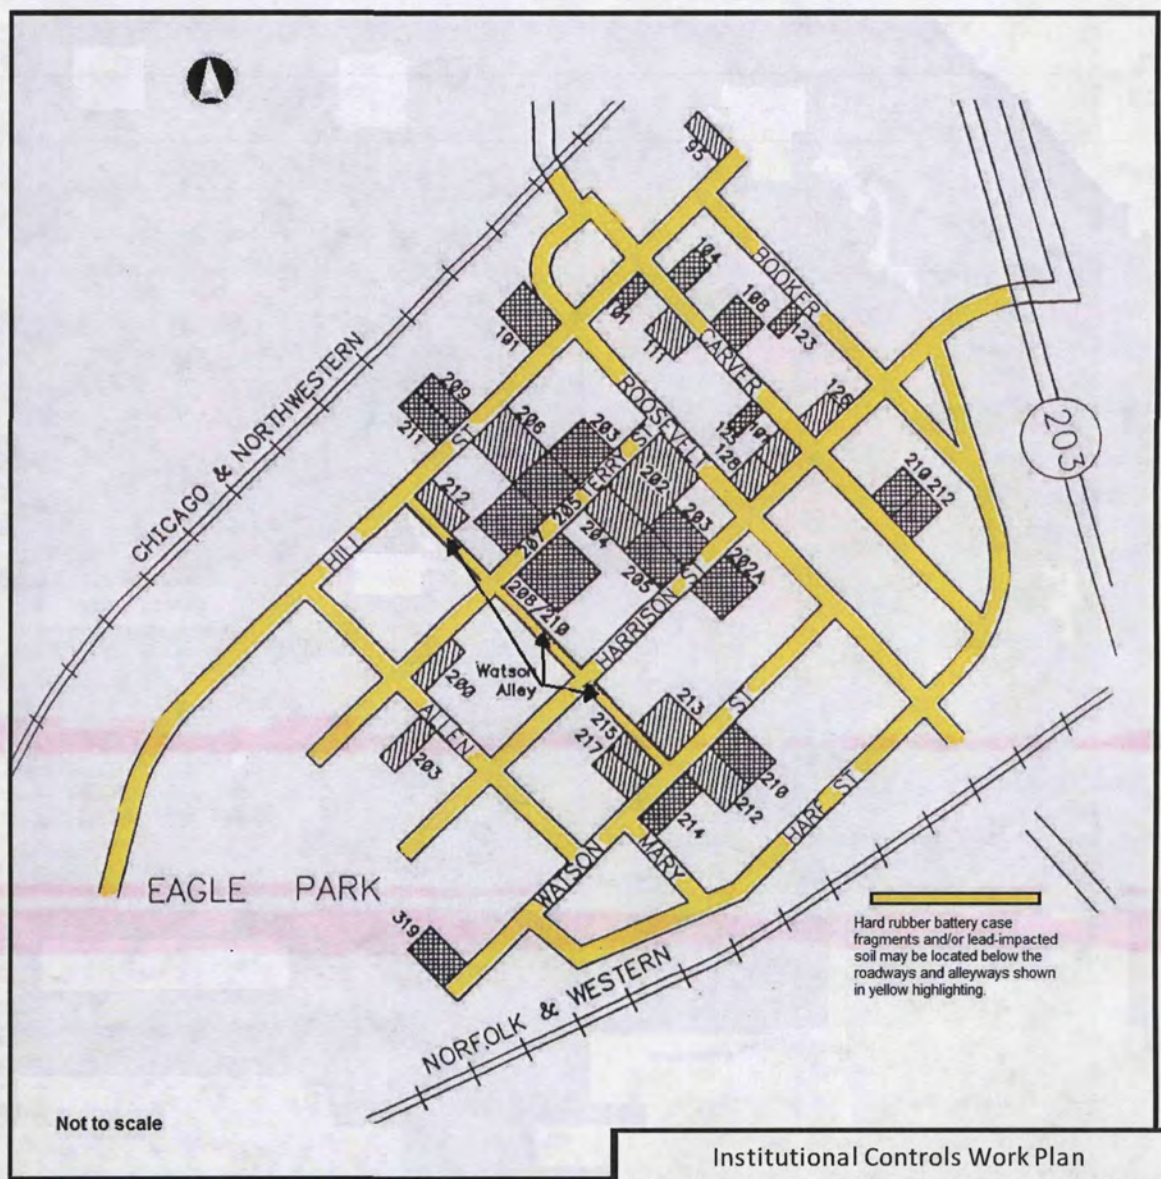 95
104
BOOKER
108
101
123
111
CARVER
191
CHICAGO & NORTHWESTERN
209
211
ST
206
203
ROOSEVELT
126
125
128
203
202
210 212
212
205
207
204
203
205
202A
HILL
208/210
HARRISON
ST
Watson
Alley
200
ALLEN
203
213
ST
215
217
210
212
214
HARE ST.
MARY
WATSON
EAGLE PARK
319
NORFOLK & WESTERN
Hard rubber battery case
fragments and/or lead-impacted
soil may be located below the
roadways and alleyways shown
in yellow highlighting.
Not to scale
Institutional Controls Work Plan